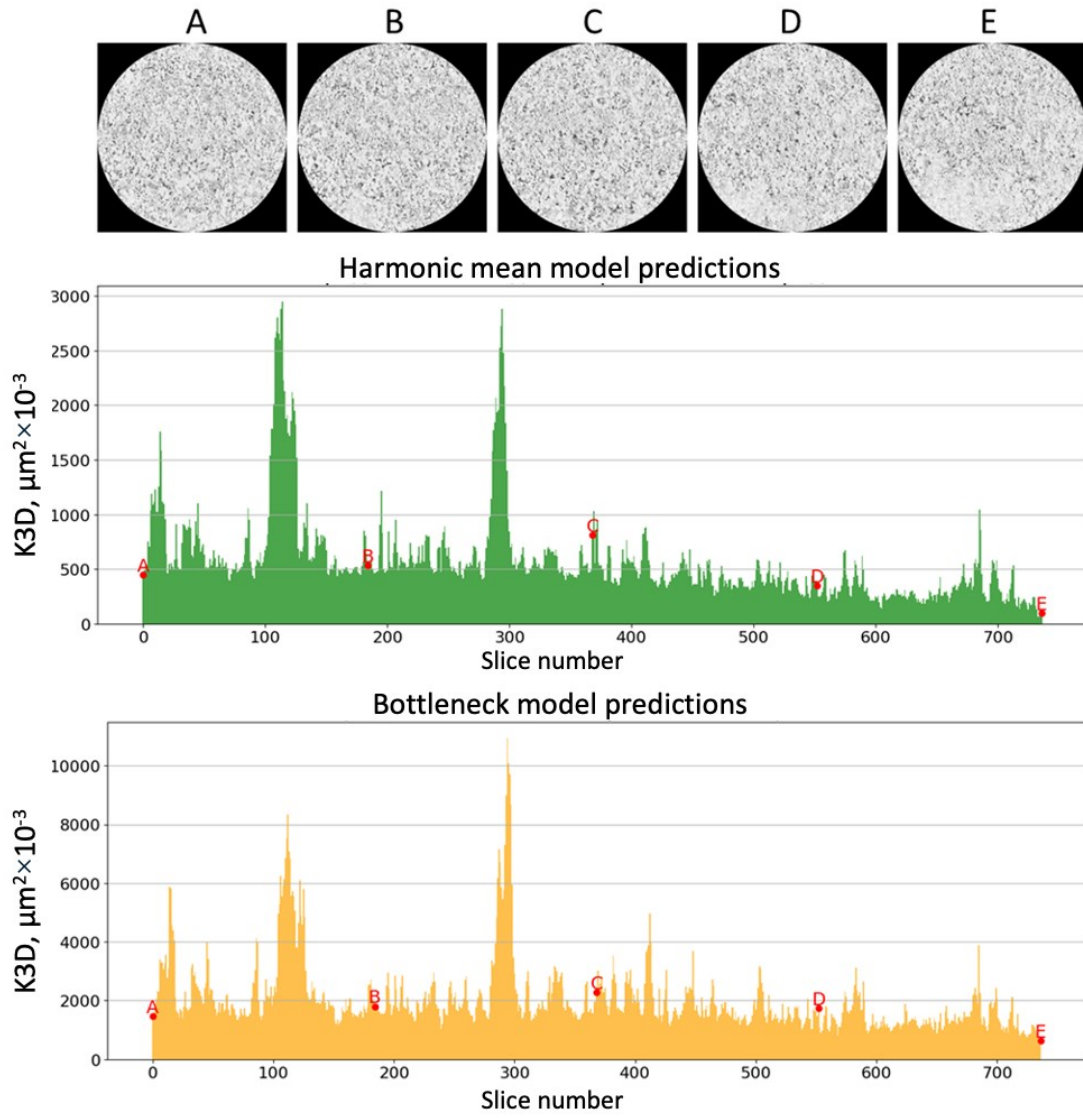 A B C D E
Harmonic mean model predictions
3000
2500
2000
1500
1000
500
0
K3D, µm²×10⁻³
A B C D E
0 100 200 300 400 500 600 700
Slice number
Bottleneck model predictions
10000
8000
6000
4000
2000
0
K3D, µm²×10⁻³
A B C D E
0 100 200 300 400 500 600 700
Slice number